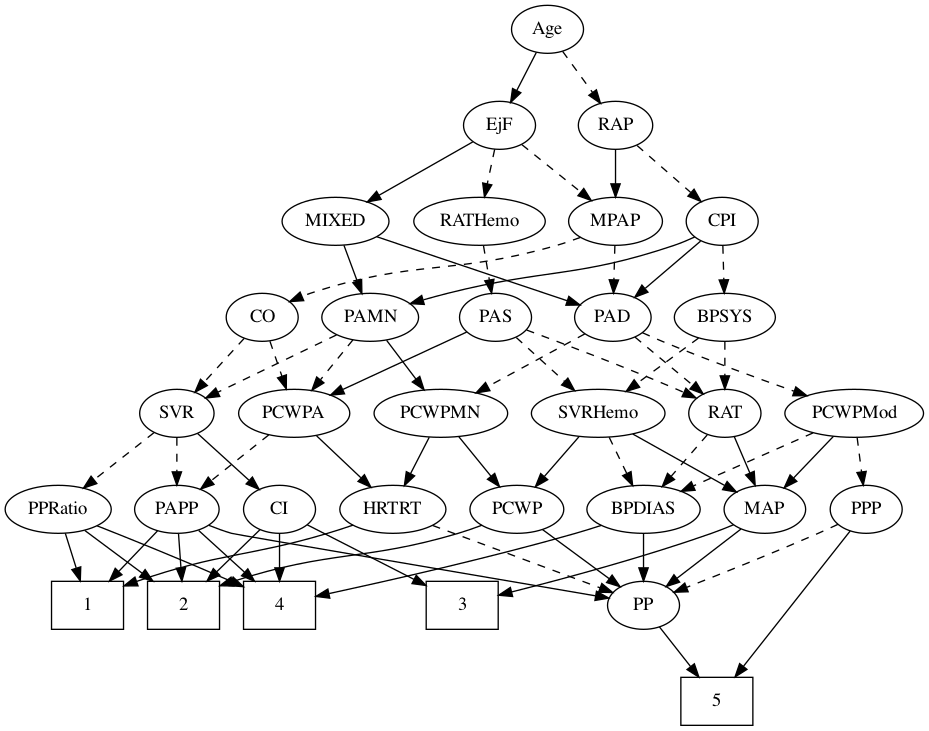 Age
EjF RAP
MIXED RATHemo MPAP CPI
CO PAMN PAS PAD BPSYS
SVR PCWPA PCWPMN SVRHemo RAT PCWPMod
PPRatio PAPP CI HRTRT PCWP BPDIAS MAP PPP
1 2 4 3 PP
5